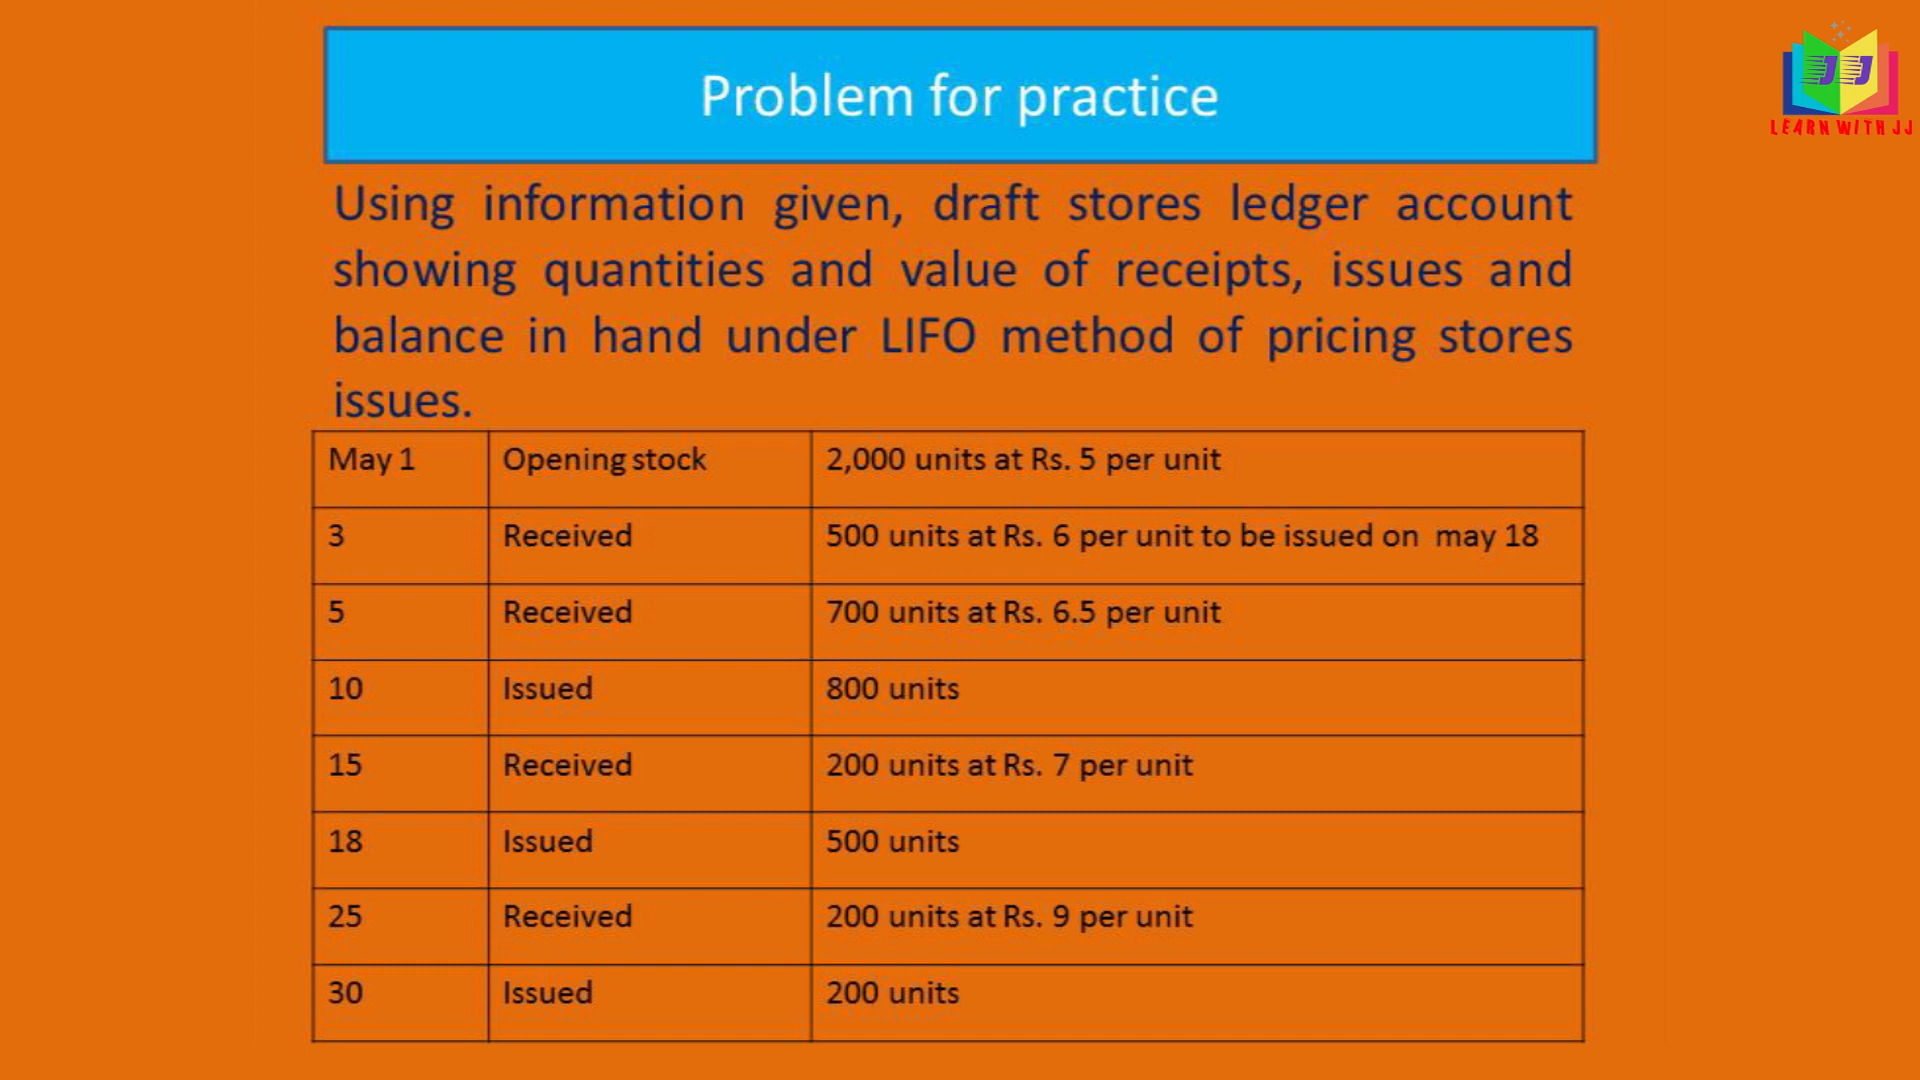 Problem for practice
JJ
LEARN WITH JJ
Using information given, draft stores ledger account
showing quantities and value of receipts, issues and
balance in hand under LIFO method of pricing stores
issues.
May 1 Opening stock 2,000 units at Rs. 5 per unit
3 Received 500 units at Rs. 6 per unit to be issued on may 18
5 Received 700 units at Rs. 6.5 per unit
10 Issued 800 units
15 Received 200 units at Rs. 7 per unit
18 Issued 500 units
25 Received 200 units at Rs. 9 per unit
30 Issued 200 units